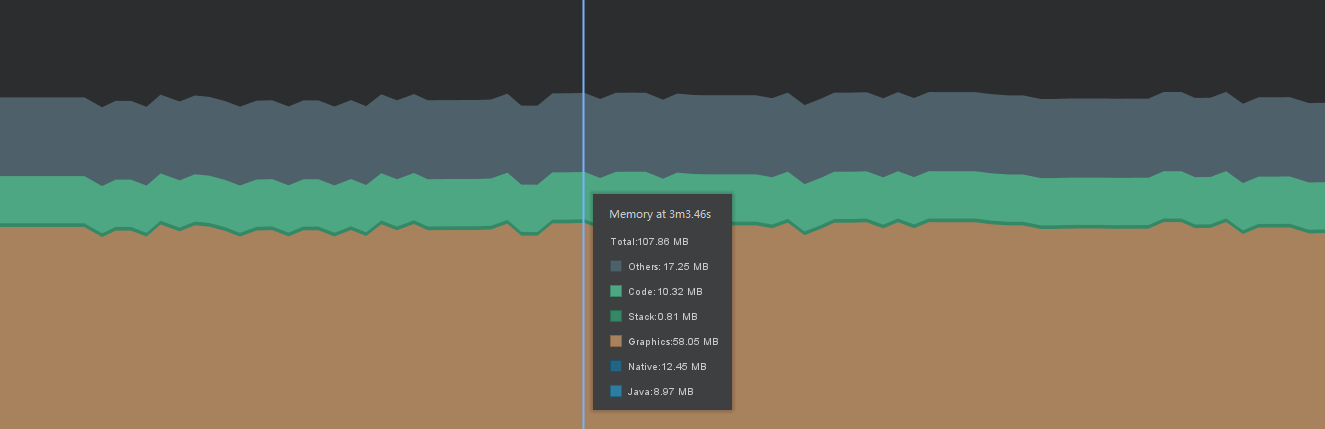 Memory at 3m3.46s
Total:107.86 MB
Others: 17.25 MB
Code:10.32 MB
Stack:0.81 MB
Graphics:58.05 MB
Native:12.45 MB
Java:8.97 MB